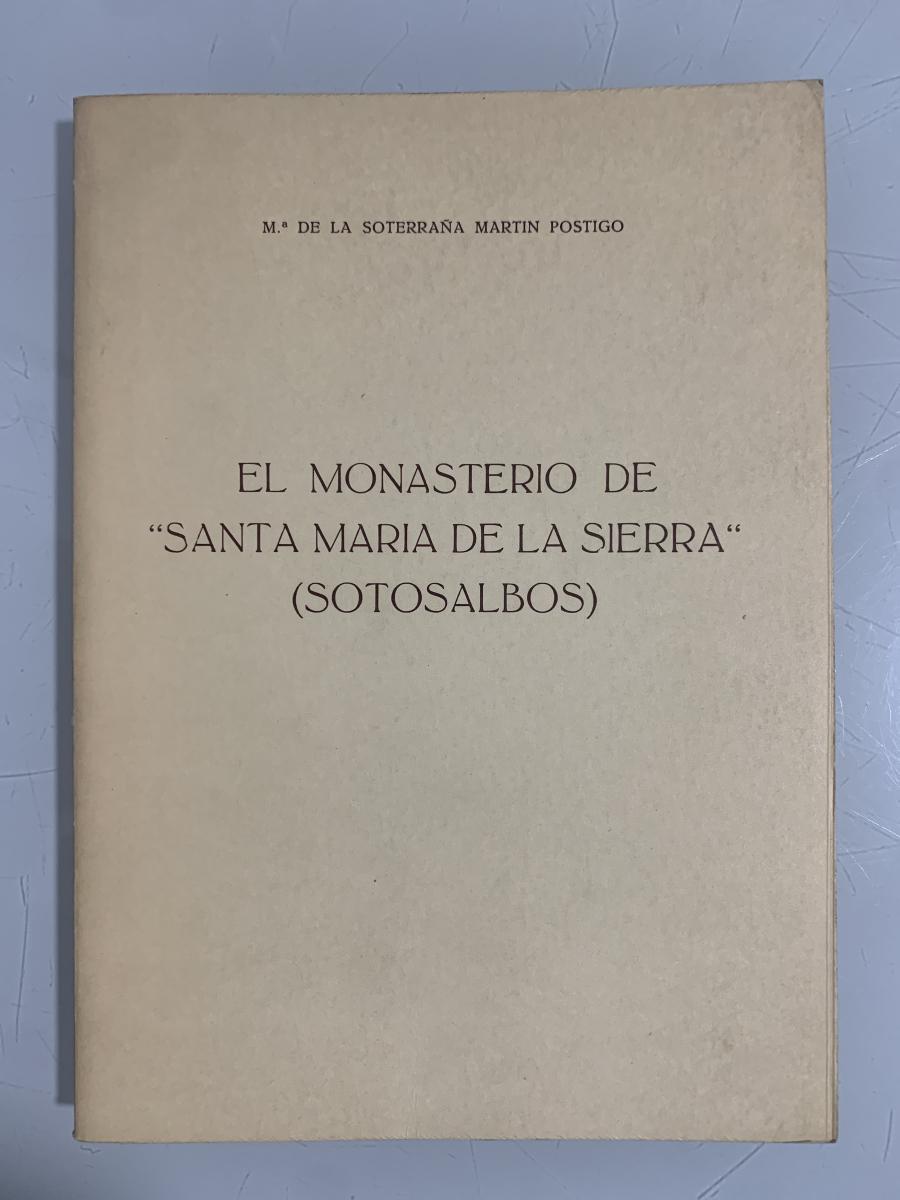 M.ª DE LA SOTERRAÑA MARTIN POSTIGO
EL MONASTERIO DE
“SANTA MARIA DE LA SIERRA“
(SOTOSALBOS)